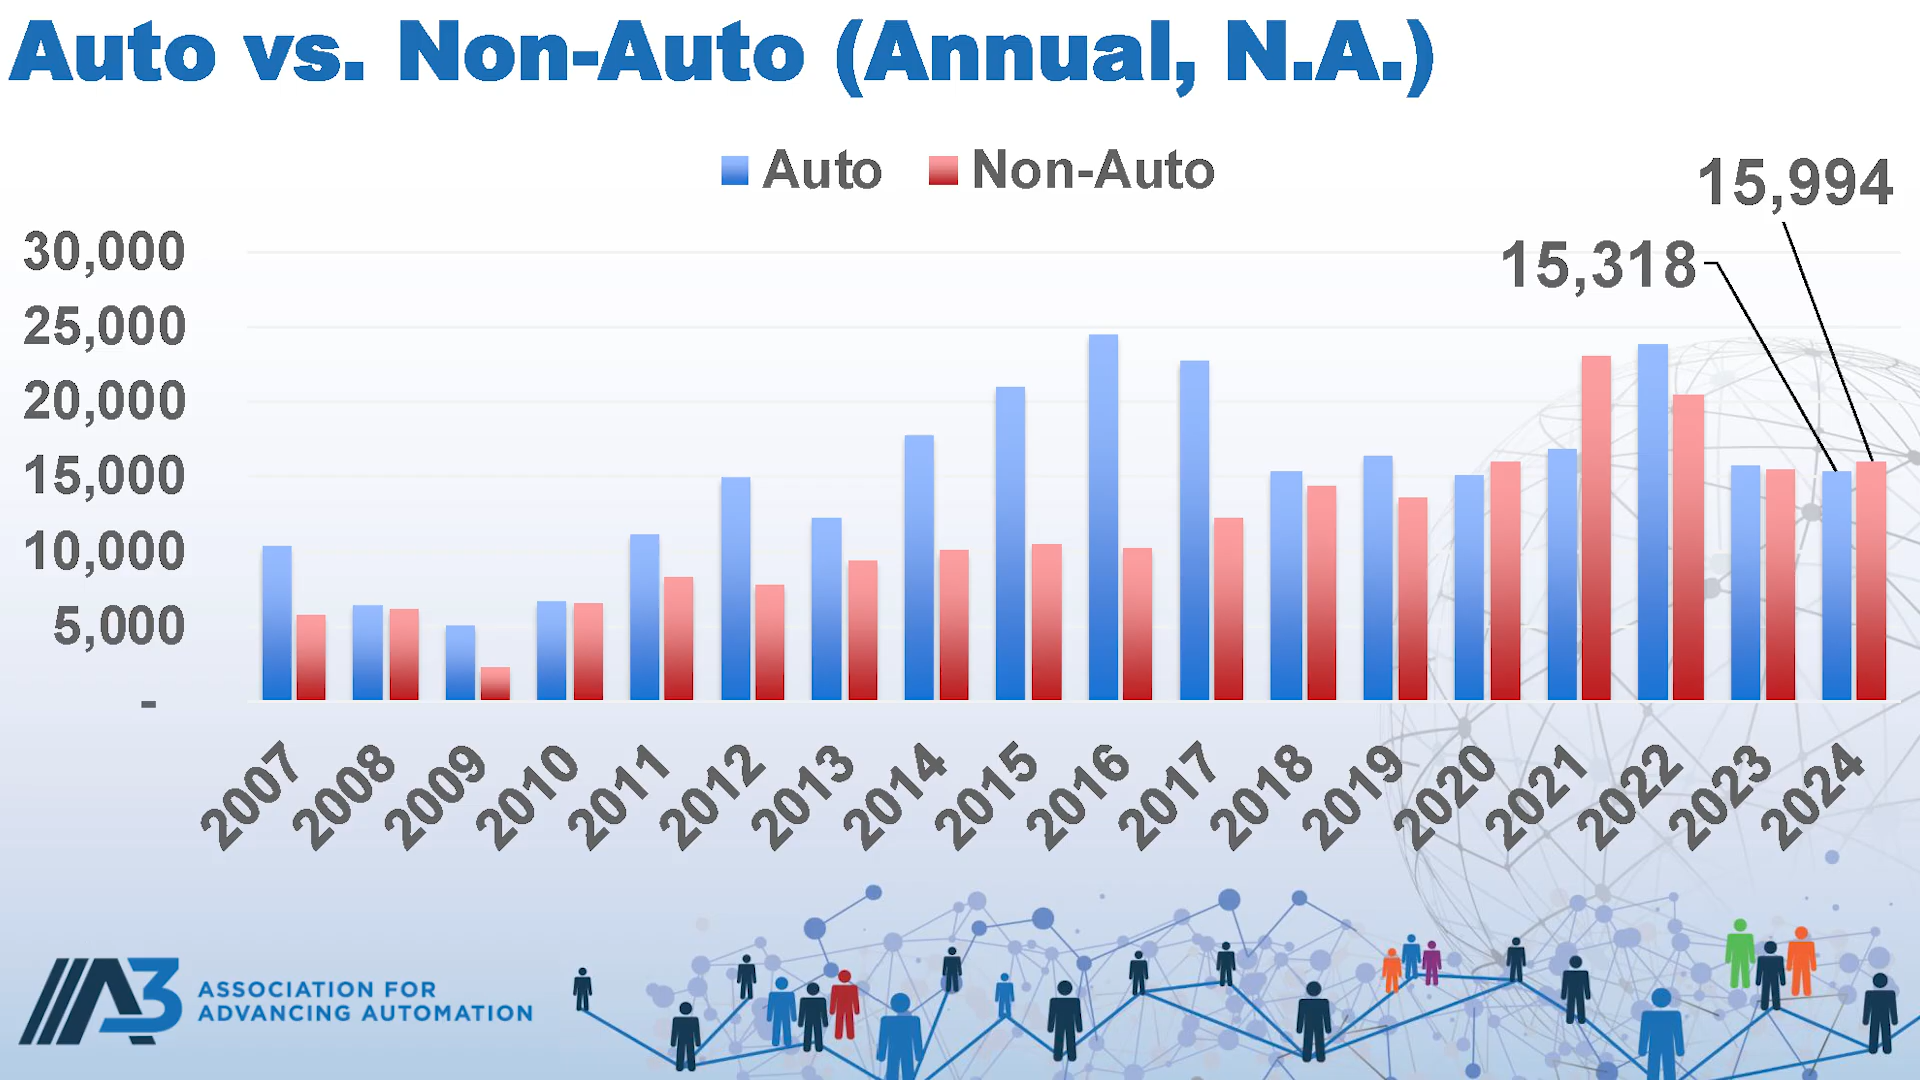 Auto vs. Non-Auto (Annual, N.A.)
Auto Non-Auto
15,994
15,318
30,000
25,000
20,000
15,000
10,000
5,000
-
2007 2008 2009 2010 2011 2012 2013 2014 2015 2016 2017 2018 2019 2020 2021 2022 2023 2024
A3
ASSOCIATION FOR
ADVANCING AUTOMATION